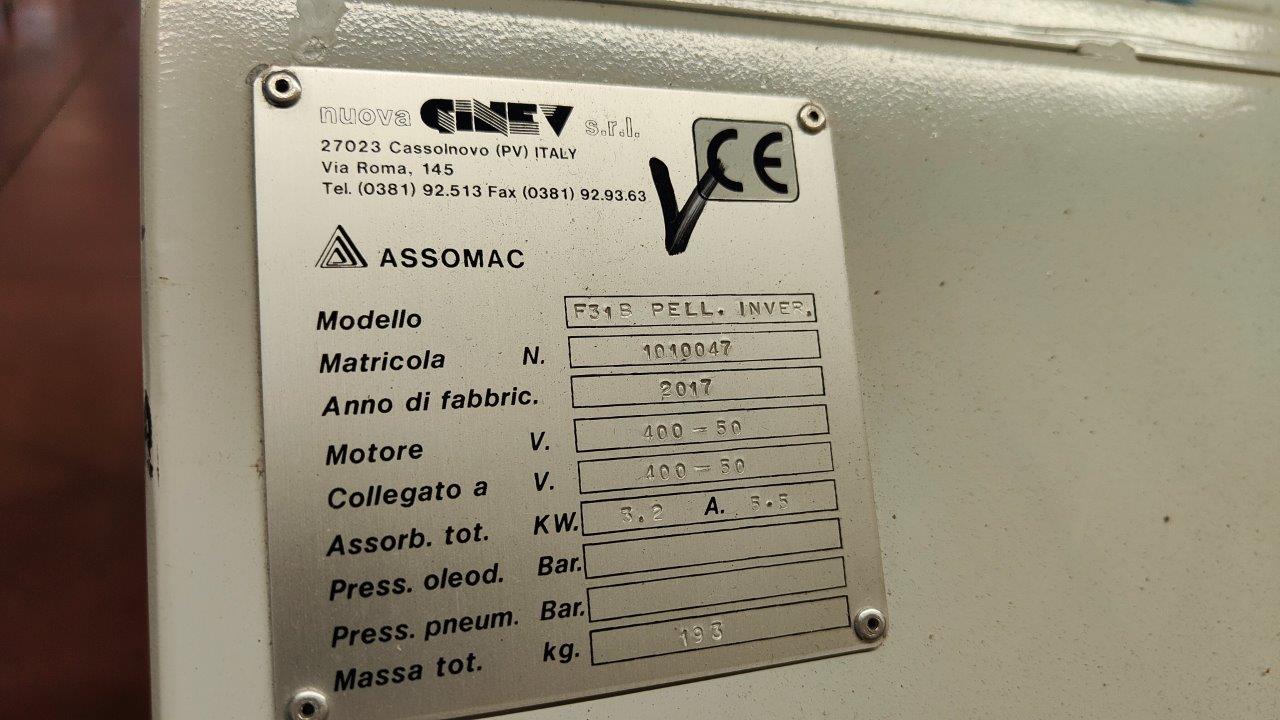 nuova GINEV s.r.l.
27023 Cassolnovo (PV) ITALY
Via Roma, 145
Tel. (0381) 92.513 Fax (0381) 92.93.63
CE
V
ASSOMAC
Modello F31B PELL. INVER.
Matricola N. 1010047
Anno di fabbric. 2017
Motore V. 400-50
Collegato a V. 400-50
Assorb. tot. KW. 3.2 A. 5.5
Press. oleod. Bar.
Press. pneum. Bar.
Massa tot. kg. 193